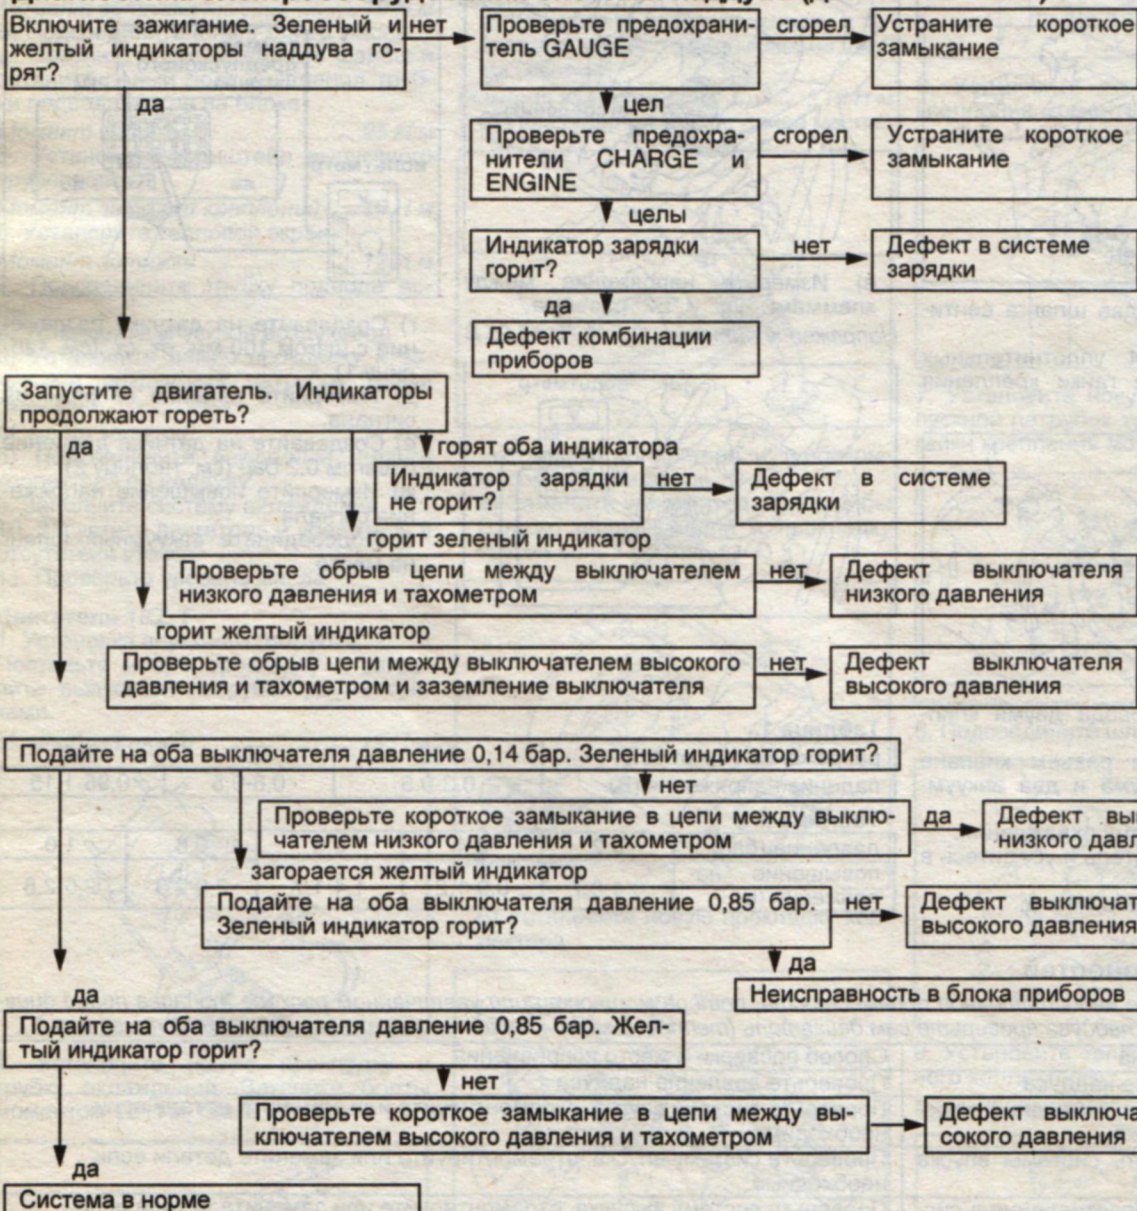 Включите зажигание. Зеленый и
желтый индикаторы наддува го-
рят?
нет
Проверьте предохрани-
тель GAUGE
сгорел
Устраните короткое
замыкание
да
цел
Проверьте предохра-
нители CHARGE и
ENGINE
сгорел
Устраните короткое
замыкание
целы
Индикатор зарядки
горит?
нет
Дефект в системе
зарядки
да
Дефект комбинации
приборов
Запустите двигатель. Индикаторы
продолжают гореть?
да
горят оба индикатора
Индикатор зарядки
не горит?
нет
Дефект в системе
зарядки
горит зеленый индикатор
Проверьте обрыв цепи между выключателем
низкого давления и тахометром
нет
Дефект выключателя
низкого давления
горит желтый индикатор
Проверьте обрыв цепи между выключателем высокого
давления и тахометром и заземление выключателя
нет
Дефект выключателя
высокого давления
Подайте на оба выключателя давление 0,14 бар. Зеленый индикатор горит?
нет
Проверьте короткое замыкание в цепи между выклю-
чателем низкого давления и тахометром
да
Дефект вы
низкого давл
загорается желтый индикатор
Подайте на оба выключателя давление 0,85 бар.
Зеленый индикатор горит?
нет
Дефект выключат
высокого давления
да
Неисправность в блока приборов
да
Подайте на оба выключателя давление 0,85 бар. Жел-
тый индикатор горит?
нет
Проверьте короткое замыкание в цепи между вы-
ключателем высокого давления и тахометром
Дефект выключа
сокого давления
да
Система в норме